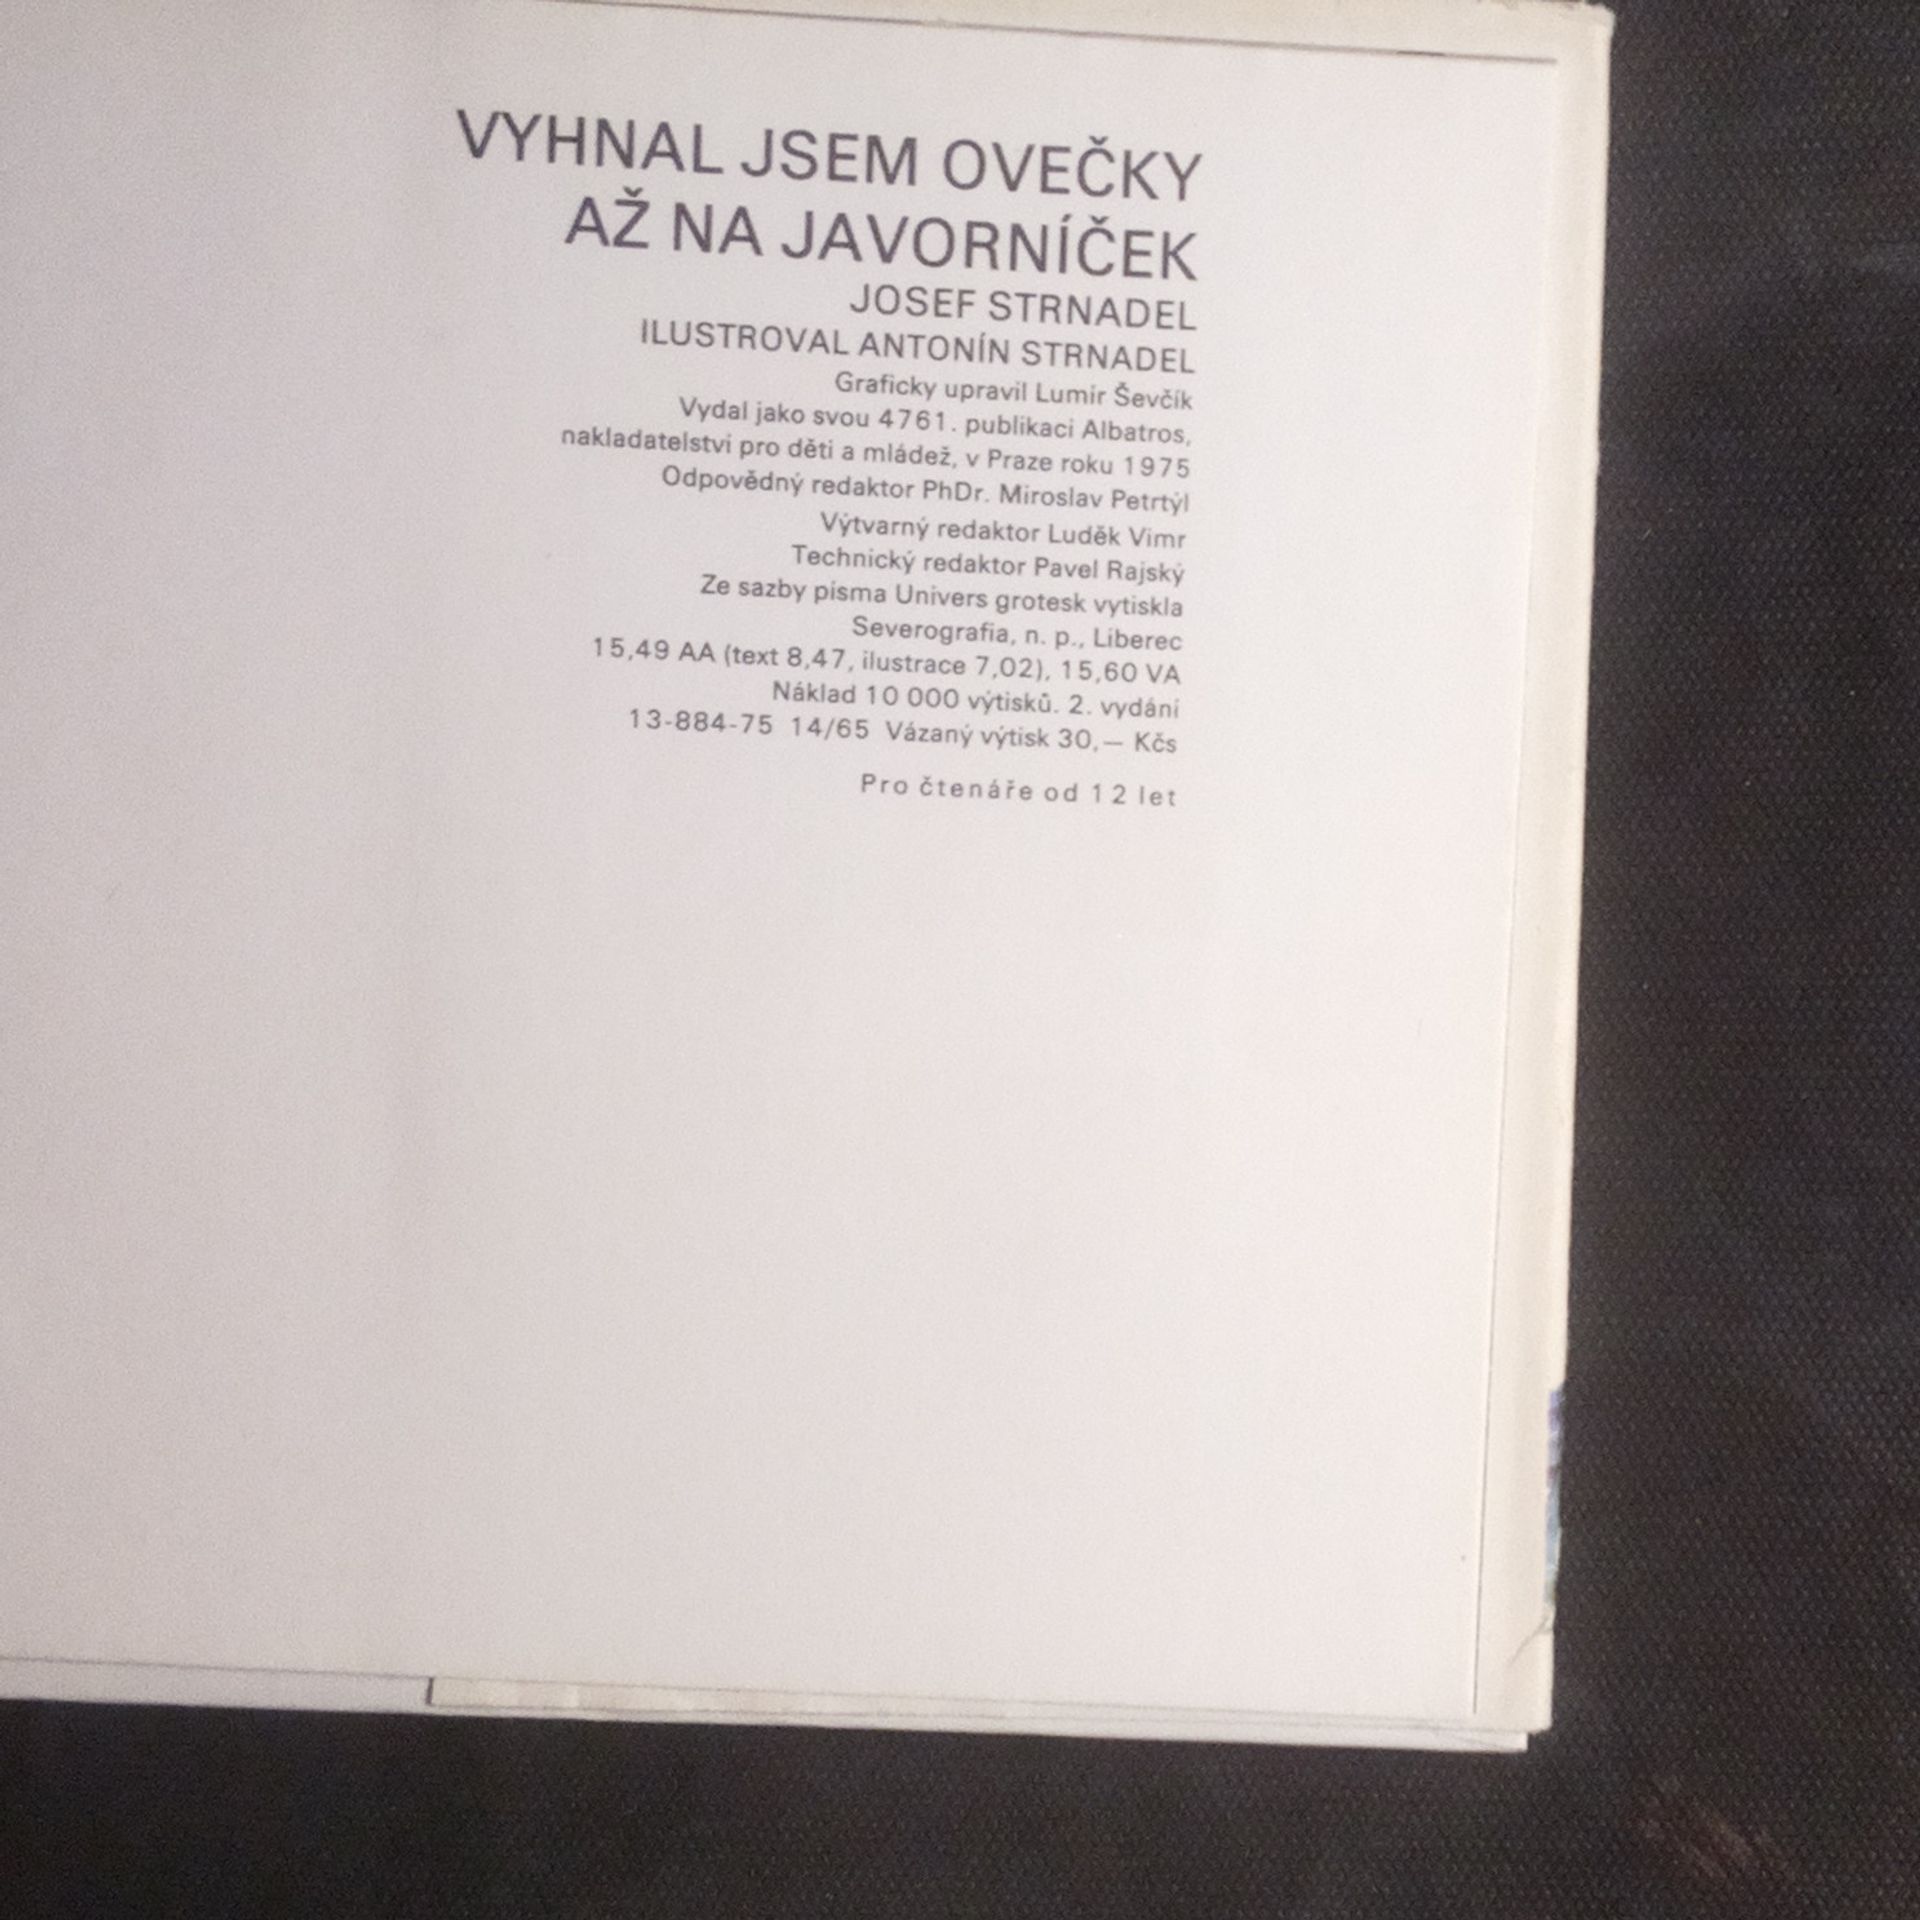 VYHNAL JSEM OVEČKY
AŽ NA JAVORNÍČEK
JOSEF STRNADEL
ILUSTROVAL ANTONÍN STRNADEL
Graficky upravil Lumír Ševčík
Vydal jako svou 4761. publikaci Albatros,
nakladatelství pro děti a mládež, v Praze roku 1975
Odpovědný redaktor PhDr. Miroslav Petrtýl
Výtvarný redaktor Luděk Vimr
Technický redaktor Pavel Rajský
Ze sazby písma Univers grotesk vytiskla
Severografia, n. p., Liberec
15,49 AA (text 8,47, ilustrace 7,02), 15,60 VA
Náklad 10 000 výtisků. 2. vydání
13-884-75 14/65 Vázaný výtisk 30,— Kčs
Pro čtenáře od 12 let